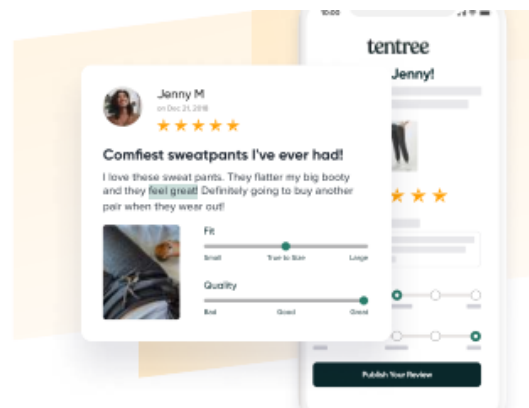 10:00
tentree
Jenny!
Jenny M
on Dec 21, 2018
Comfiest sweatpants I've ever had!
I love these sweat pants. They flatter my big booty
and they feel great! Definitely going to buy another
pair when they wear out!
Fit
Small True to Size Large
Quality
Bad Good Great
Publish Your Review